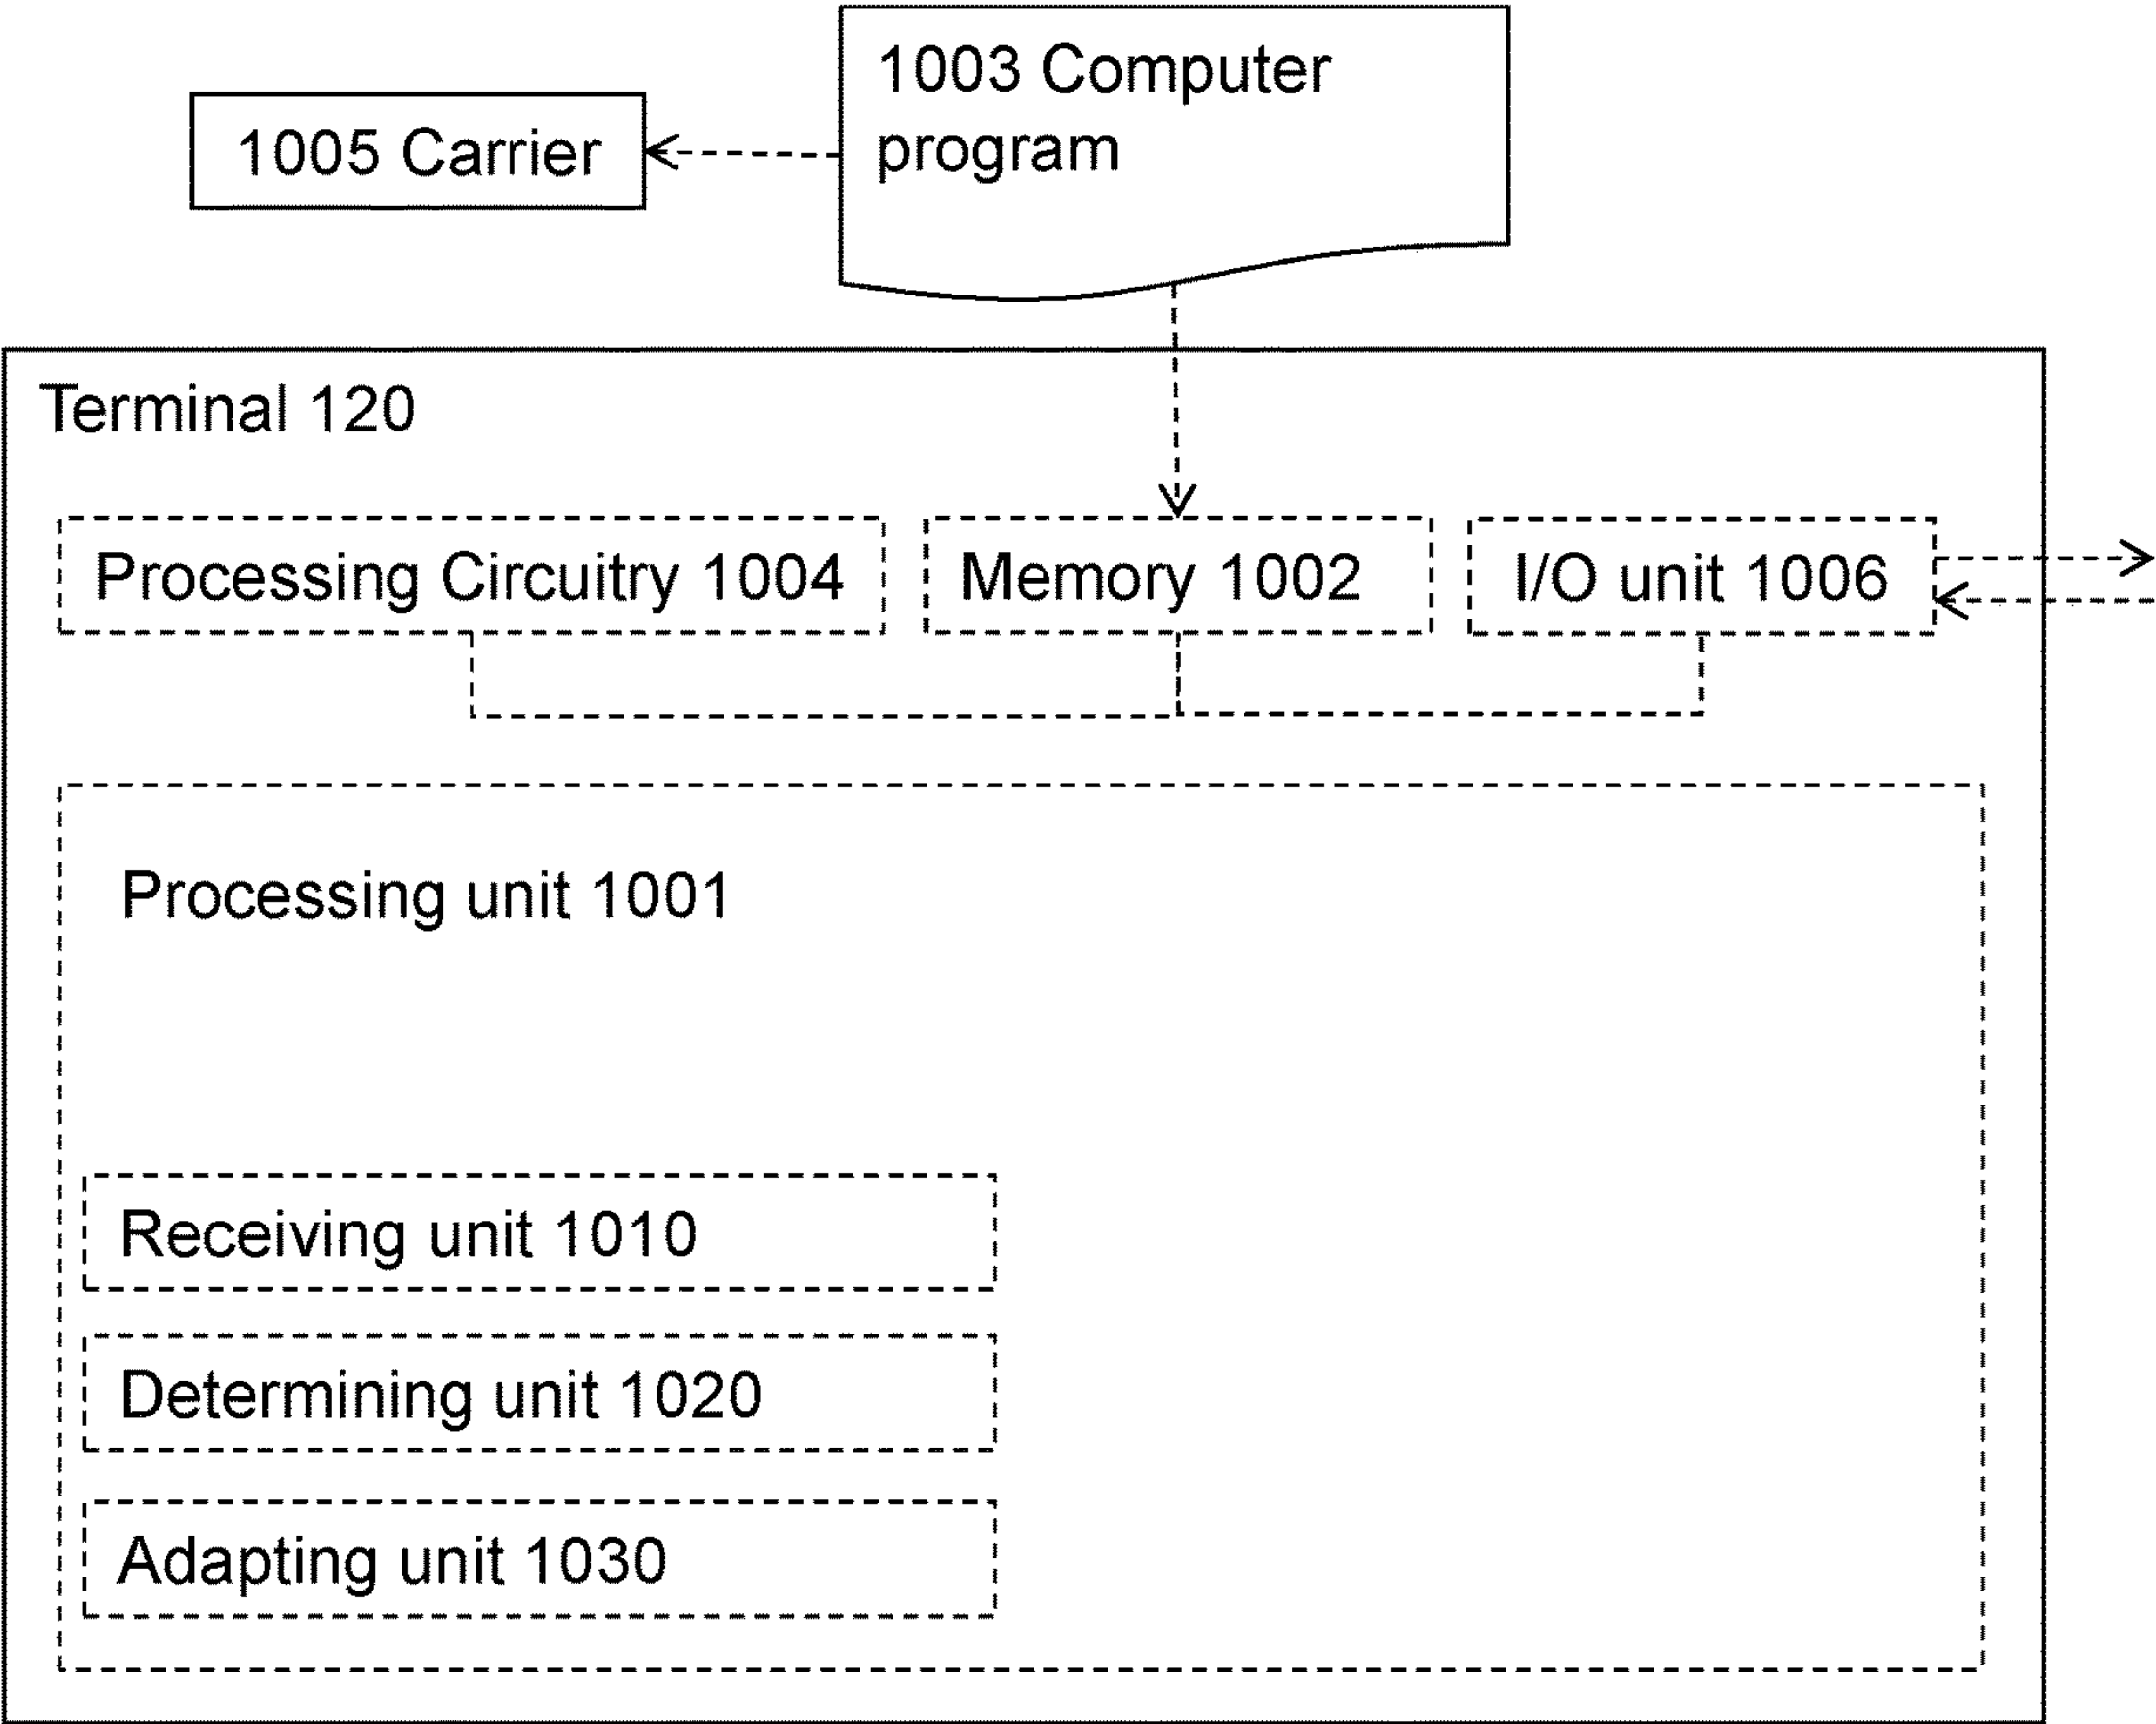 1003 Computer
program
1005 Carrier
Terminal 120
Processing Circuitry 1004
Memory 1002
I/O unit 1006
Processing unit 1001
Receiving unit 1010
Determining unit 1020
Adapting unit 1030